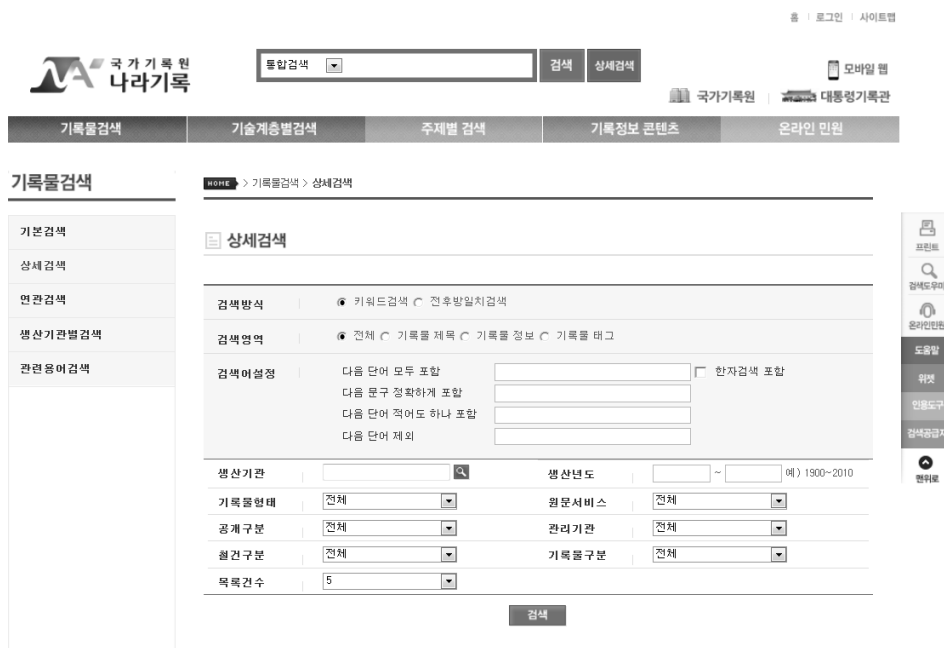 홈 로그인 사이트맵
국가기록원
나라기록
통합검색 검색 상세검색
모바일 웹
국가기록원 대통령기록관
기록물검색 기술계층별검색 주제별 검색 기록정보 콘텐츠 온라인 민원
기록물검색
기본검색
상세검색
연관검색
생산기관별검색
관련용어검색
HOME > 기록물검색 > 상세검색
상세검색
검색방식 키워드검색 전후방일치검색
검색영역 전체 기록물 제목 기록물 정보 기록물 태그
검색어설정 다음 단어 모두 포함 한자검색 포함
다음 문구 정확하게 포함
다음 단어 적어도 하나 포함
다음 단어 제외
생산기관 생산년도 ~ 예) 1900~2010
기록물형태 전체 원문서비스 전체
공개구분 전체 관리기관 전체
철건구분 전체 기록물구분 전체
목록건수 5
검색
프린트
검색도우미
온라인민원
도움말
위젯
인용도구
검색공급자
맨위로